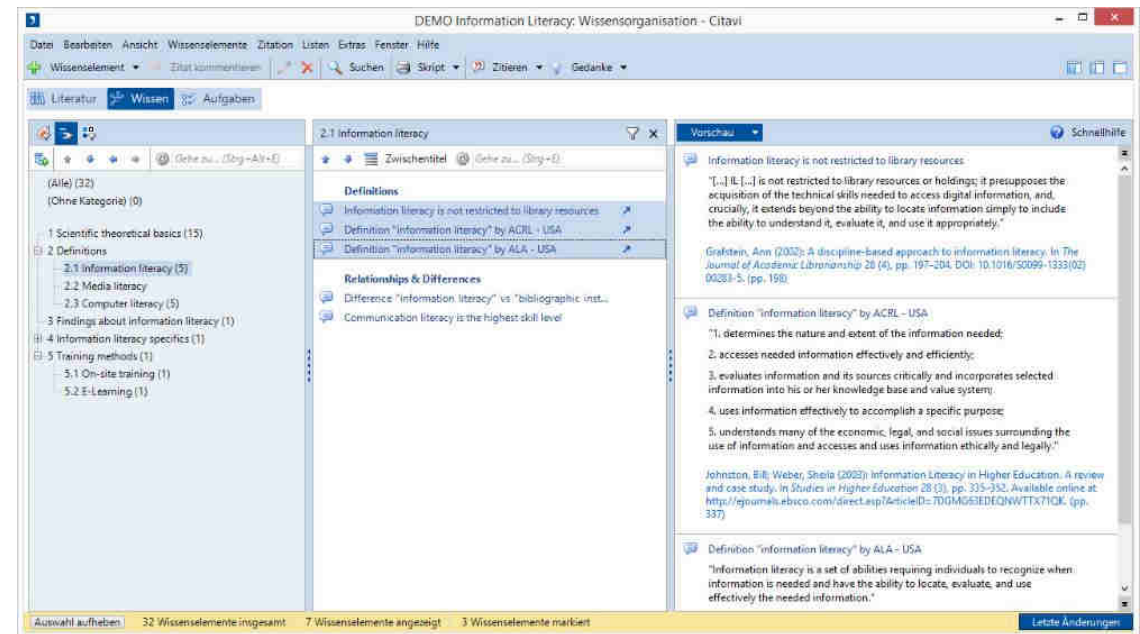 DEMO Information Literacy: Wissensorganisation - Citavi
Datei Bearbeiten Ansicht Wissenselemente Zitation Listen Extras Fenster Hilfe
Wissenselement Zitat kommentieren Suchen Skript Zitieren Gedanke
Literatur Wissen Aufgaben
Gehe zu... (Strg+Alt+E)
(Alle) (32)
(Ohne Kategorie) (0)
1 Scientific theoretical basics (15)
2 Definitions
2.1 Information literacy (5)
2.2 Media literacy
2.3 Computer literacy (5)
3 Findings about information literacy (1)
4 Information literacy specifics (1)
5 Training methods (1)
5.1 On-site training (1)
5.2 E-Learning (1)
2.1 Information literacy
Zwischentitel Gehe zu... (Strg+E)
Definitions
Information literacy is not restricted to library resources
Definition "information literacy" by ACRL - USA
Definition "information literacy" by ALA - USA
Relationships & Differences
Difference "information literacy" vs "bibliographic inst...
Communication literacy is the highest skill level
Vorschau Schnellhilfe
Information literacy is not restricted to library resources
"[...] IL [...] is not restricted to library resources or holdings; it presupposes the
acquisition of the technical skills needed to access digital information, and,
crucially, it extends beyond the ability to locate information simply to include
the ability to understand it, evaluate it, and use it appropriately."
Grafstein, Ann (2002): A discipline-based approach to information literacy. In The
Journal of Academic Librarianship 28 (4), pp. 197–204. DOI: 10.1016/S0099-1333(02)
00283-5. (pp. 198)
Definition "information literacy" by ACRL - USA
"1. determines the nature and extent of the information needed;
2. accesses needed information effectively and efficiently;
3. evaluates information and its sources critically and incorporates selected
information into his or her knowledge base and value system;
4. uses information effectively to accomplish a specific purpose;
5. understands many of the economic, legal, and social issues surrounding the
use of information and accesses and uses information ethically and legally."
Johnston, Bill; Weber, Sheila (2003): Information Literacy in Higher Education. A review
and case study. In Studies in Higher Education 28 (3), pp. 335–352. Available online at
(pp.
337)
Definition "information literacy" by ALA - USA
"Information literacy is a set of abilities requiring individuals to recognize when
information is needed and have the ability to locate, evaluate, and use
effectively the needed information."
Auswahl aufheben 32 Wissenselemente insgesamt 7 Wissenselemente angezeigt 3 Wissenselemente markiert Letzte Änderungen